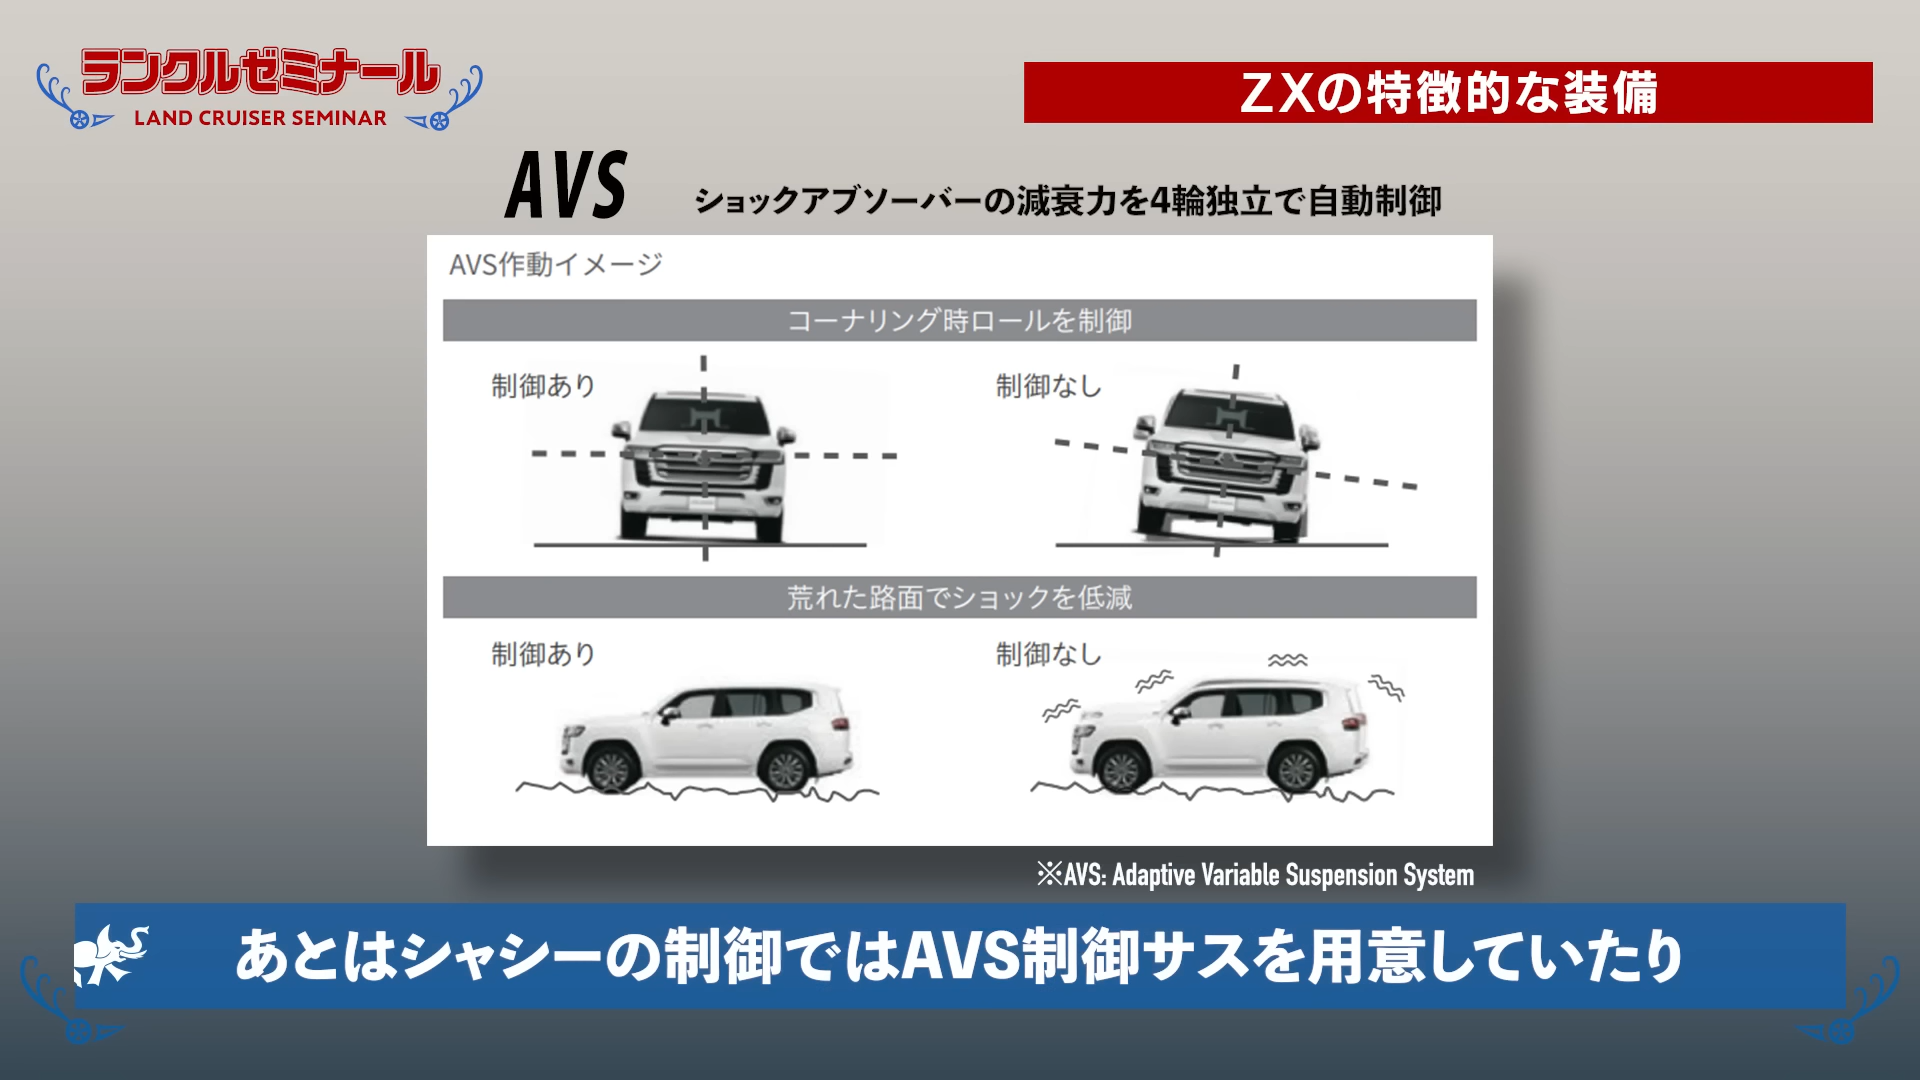 ランクルゼミナール
LAND CRUISER SEMINAR
ZXの特徴的な装備
AVS
ショックアブソーバーの減衰力を4輪独立で自動制御
AVS作動イメージ
コーナリング時ロールを制御
制御あり
制御なし
荒れた路面でショックを低減
制御あり
制御なし
※AVS: Adaptive Variable Suspension System
あとはシャシーの制御ではAVS制御サスを用意していたり